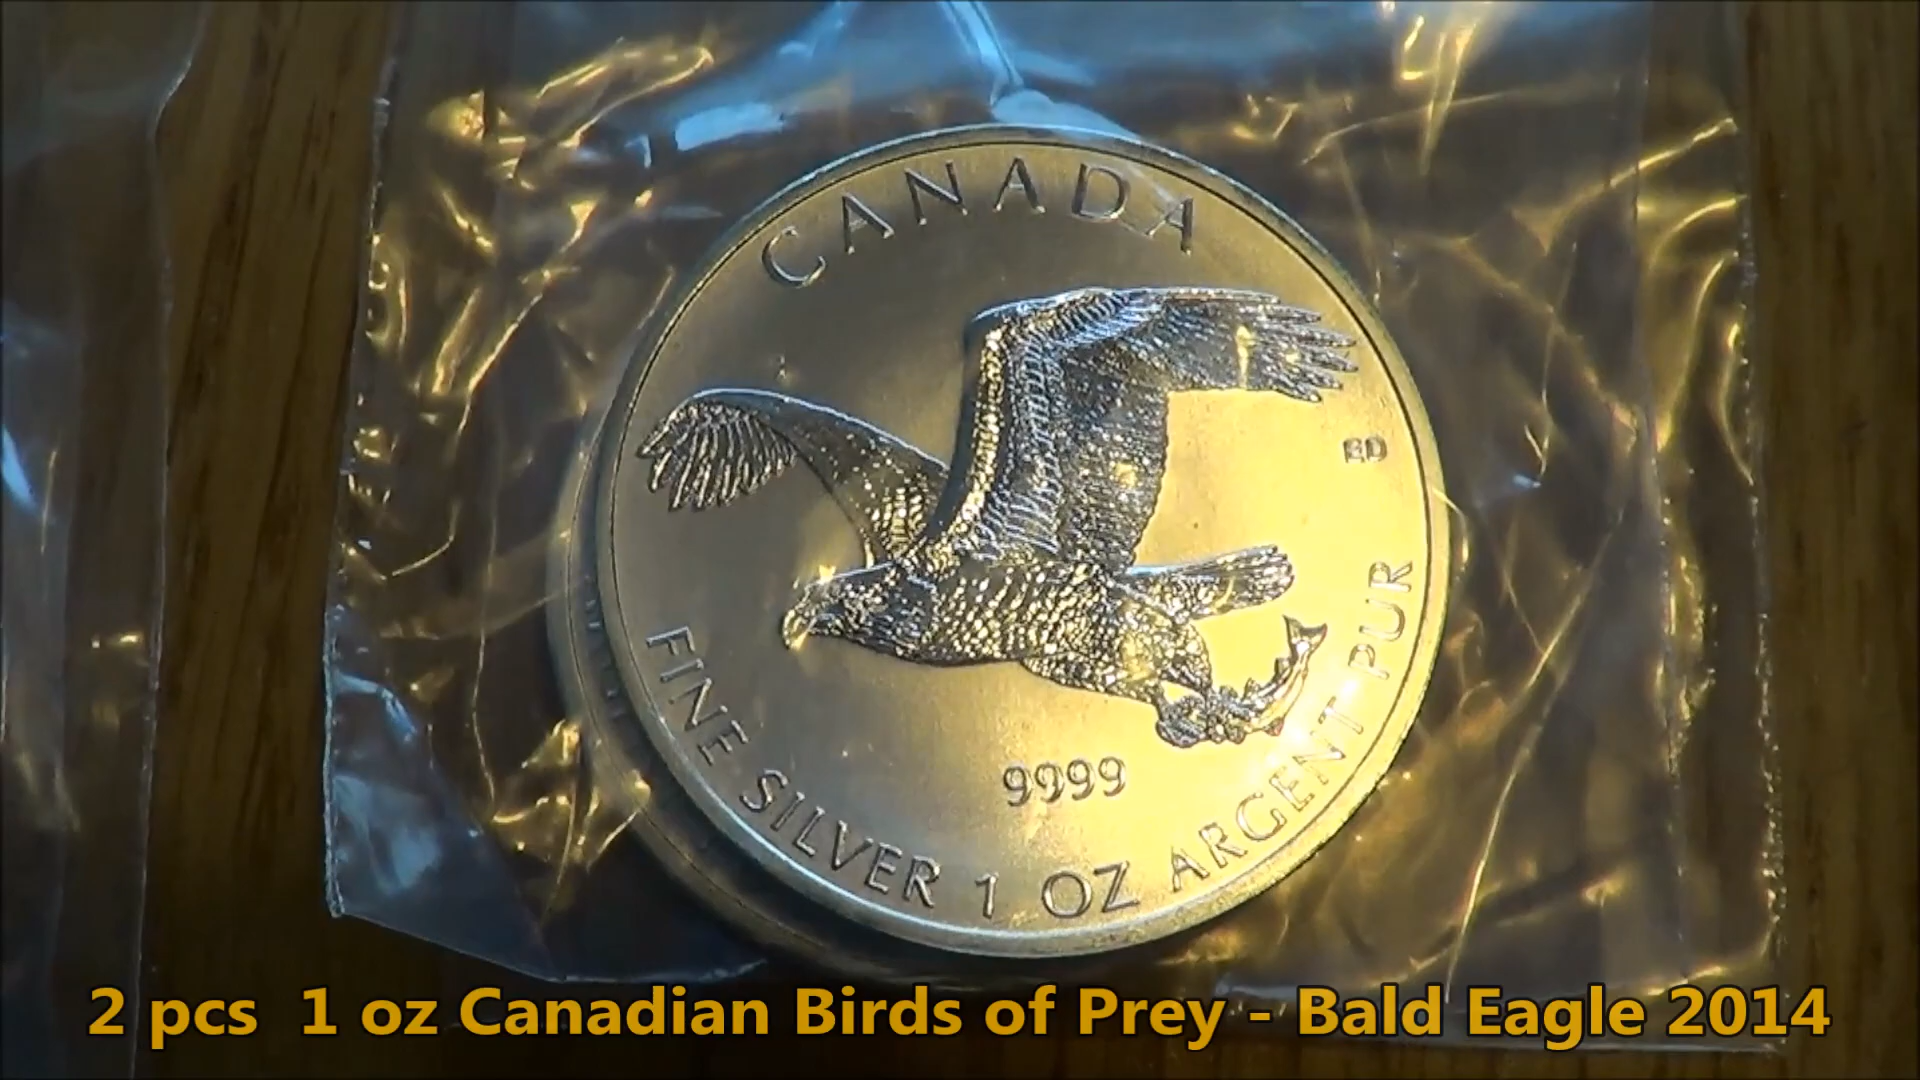 CANADA
ED
9999
FINE SILVER 1 OZ ARGENT PUR
2 pcs  1 oz Canadian Birds of Prey - Bald Eagle 2014